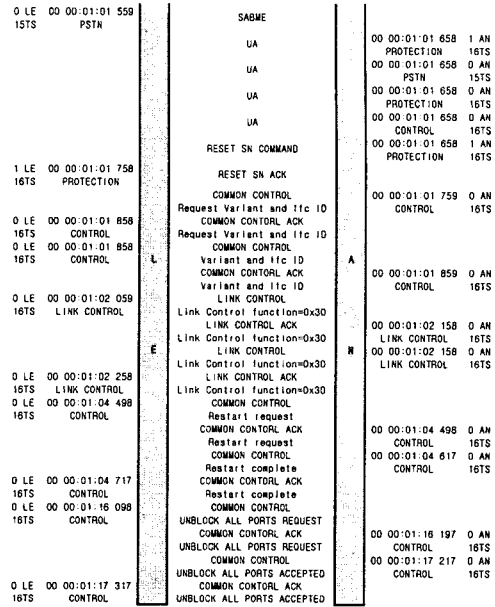 0 LE 00 00:01:01 559
SABME
15TS PSTN
00 00:01:01 658 1 AN
UA
PROTECTION 16TS
00 00:01:01 658 0 AN
UA
PSTN 15TS
00 00:01:01 658 0 AN
UA
PROTECTION 16TS
00 00:01:01 658 0 AN
UA
CONTROL 16TS
00 00:01:01 658 1 AN
RESET SN COMMAND
PROTECTION 16TS
1 LE 00 00:01:01 758
RESET SN ACK
16TS PROTECTION
COMMON CONTROL 00 00:01:01 759 0 AN
Request Variant and Ifc ID CONTROL 16TS
0 LE 00 00:01:01 858 COMMON CONTORL ACK
16TS CONTROL Request Variant and Ifc ID
0 LE 00 00:01:01 858 COMMON CONTROL
16TS CONTROL L Variant and Ifc ID A
COMMON CONTORL ACK 00 00:01:01 859 0 AN
Variant and Ifc ID CONTROL 16TS
0 LE 00 00:01:02 059 LINK CONTROL
16TS LINK CONTROL Link Control function=0x30
LINK CONTROL ACK 00 00:01:02 158 0 AN
Link Control function=0x30 LINK CONTROL 16TS
E LINK CONTROL N 00 00:01:02 158 0 AN
Link Control function=0x30 LINK CONTROL 16TS
0 LE 00 00:01:02 258 LINK CONTROL ACK
16TS LINK CONTROL Link Control function=0x30
0 LE 00 00:01:04 498 COMMON CONTROL
16TS CONTROL Restart request
COMMON CONTORL ACK 00 00:01:04 498 0 AN
Restart request CONTROL 16TS
COMMON CONTROL 00 00:01:04 617 0 AN
Restart complete CONTROL 16TS
0 LE 00 00:01:04 717 COMMON CONTORL ACK
16TS CONTROL Restart complete
0 LE 00 00:01:16 098 COMMON CONTROL
16TS CONTROL UNBLOCK ALL PORTS REQUEST
COMMON CONTORL ACK 00 00:01:16 197 0 AN
UNBLOCK ALL PORTS REQUEST CONTROL 16TS
COMMON CONTROL 00 00:01:17 217 0 AN
UNBLOCK ALL PORTS ACCEPTED CONTROL 16TS
0 LE 00 00:01:17 317 COMMON CONTORL ACK
16TS CONTROL UNBLOCK ALL PORTS ACCEPTED